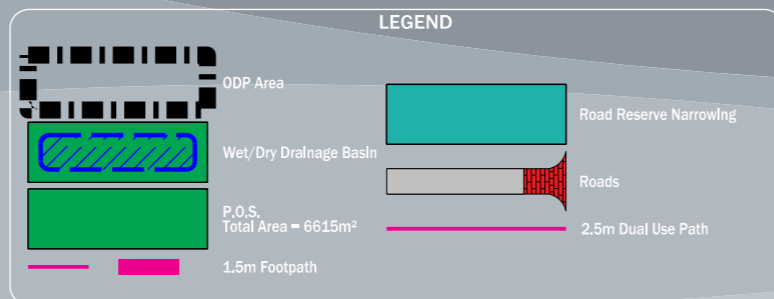 LEGEND
ODP Area
Wet/Dry Drainage Basin
P.O.S.
Total Area = 6615m²
1.5m Footpath
Road Reserve Narrowing
Roads
2.5m Dual Use Path